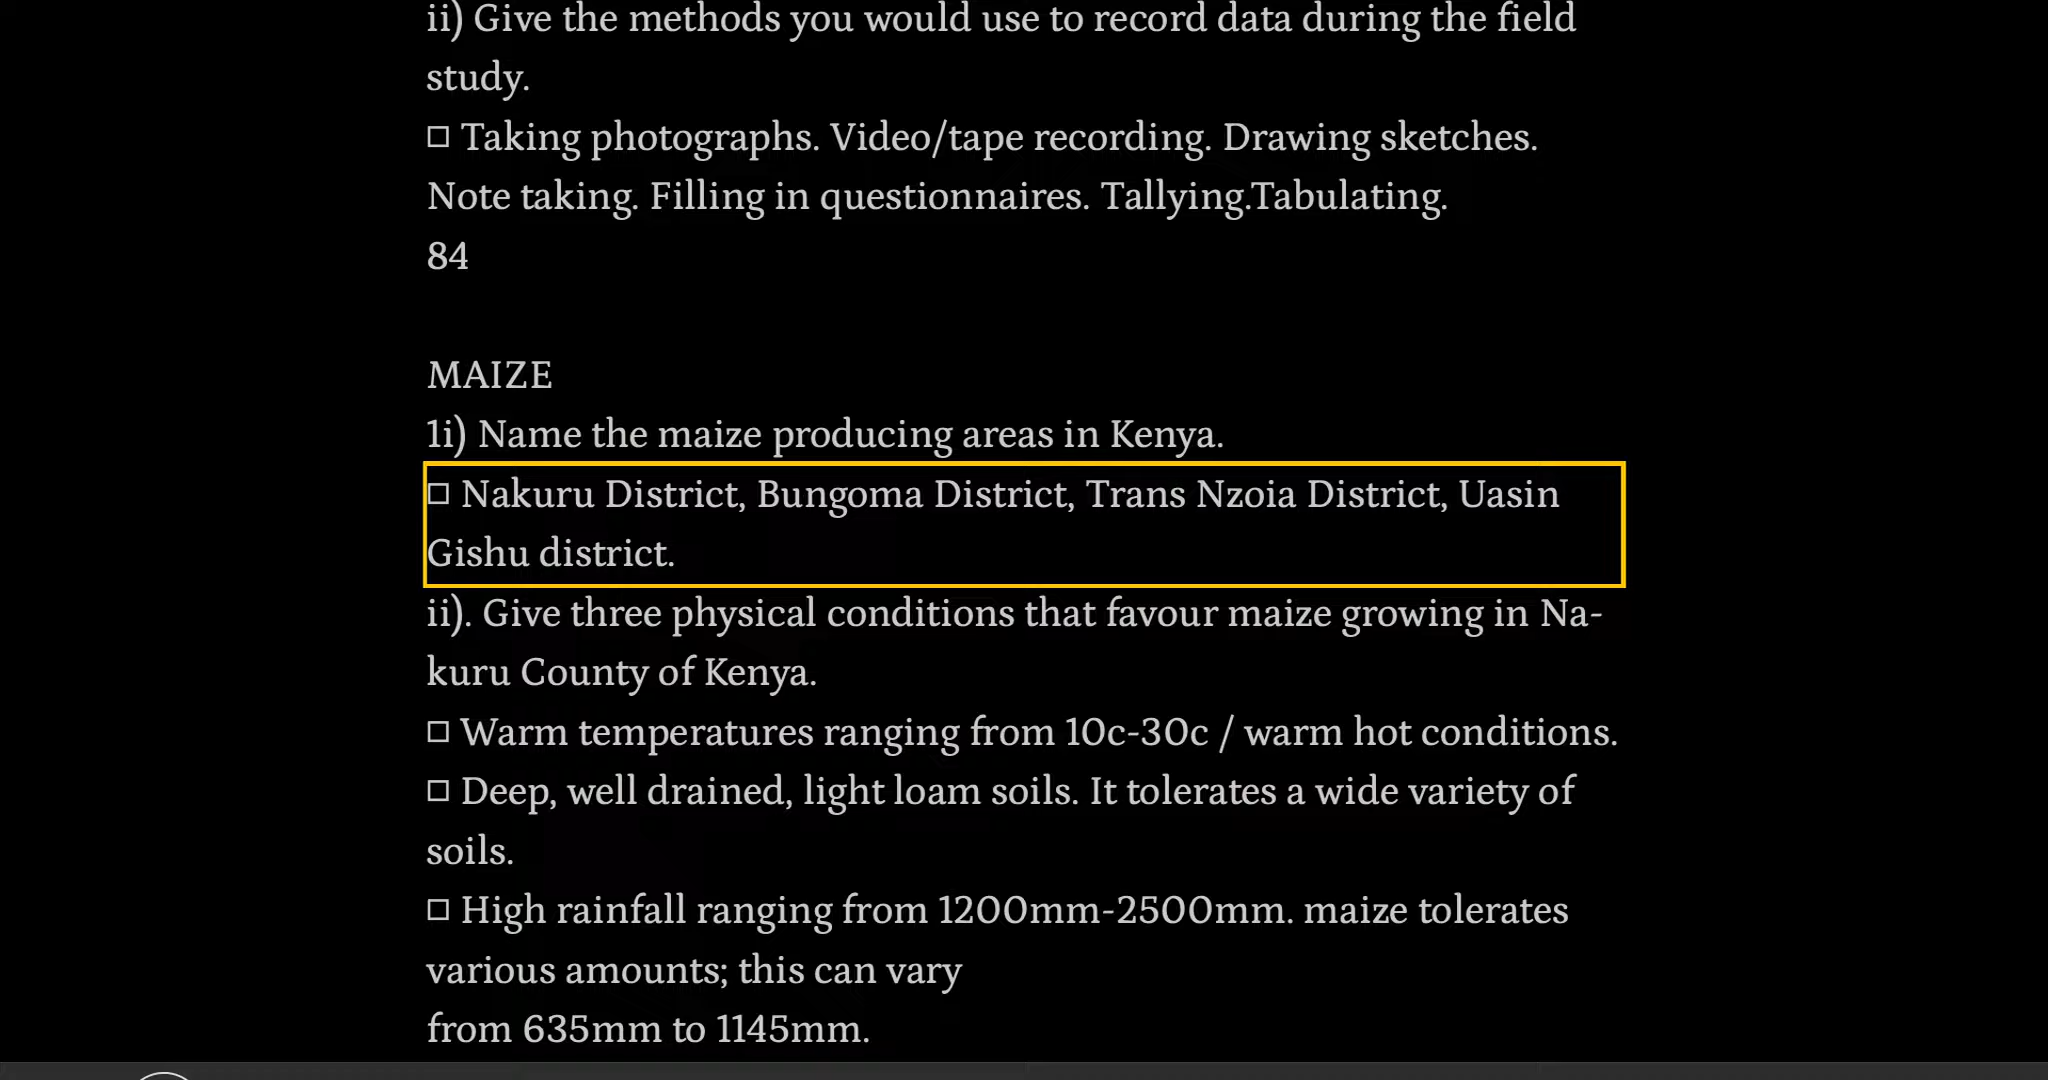 ii) Give the methods you would use to record data during the field
study.
□ Taking photographs. Video/tape recording. Drawing sketches.
Note taking. Filling in questionnaires. Tallying.Tabulating.
84
MAIZE
1i) Name the maize producing areas in Kenya.
□ Nakuru District, Bungoma District, Trans Nzoia District, Uasin
Gishu district.
ii). Give three physical conditions that favour maize growing in Na-
kuru County of Kenya.
□ Warm temperatures ranging from 10c-30c / warm hot conditions.
□ Deep, well drained, light loam soils. It tolerates a wide variety of
soils.
□ High rainfall ranging from 1200mm-2500mm. maize tolerates
various amounts; this can vary
from 635mm to 1145mm.